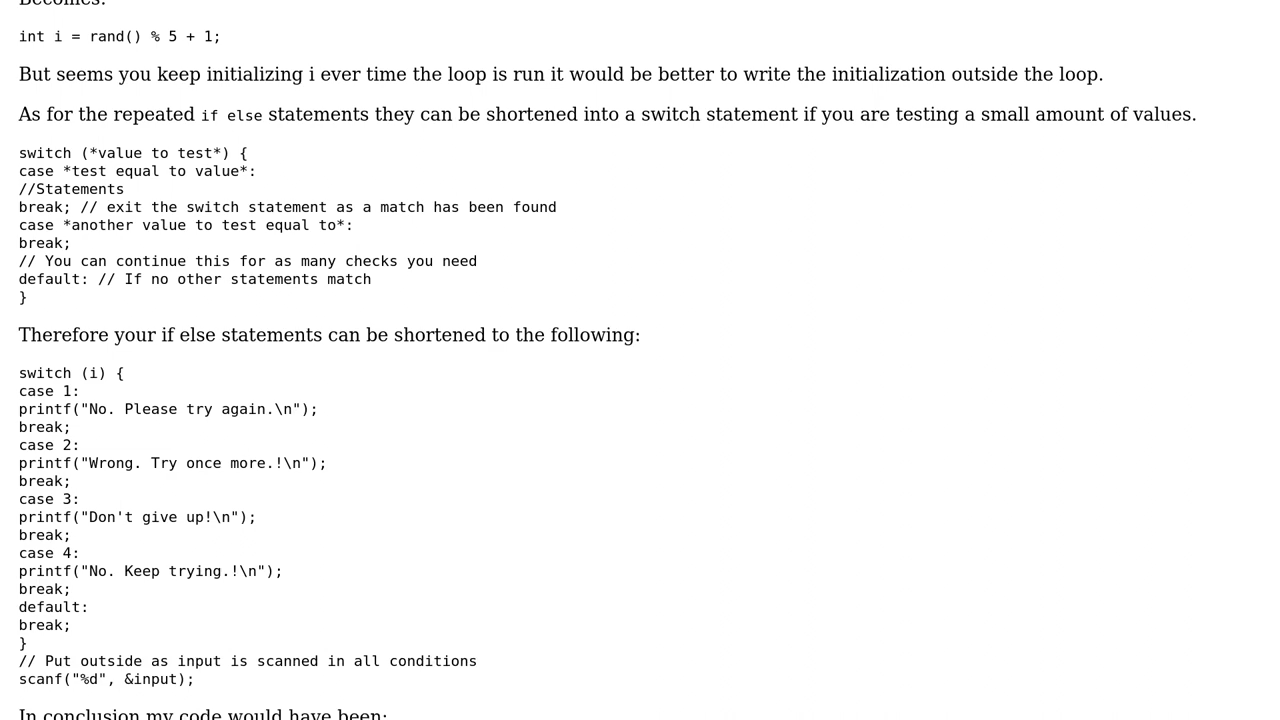 Becomes:
int i = rand() % 5 + 1;
But seems you keep initializing i ever time the loop is run it would be better to write the initialization outside the loop.
As for the repeated if else statements they can be shortened into a switch statement if you are testing a small amount of values.
switch (*value to test*) {
case *test equal to value*:
//Statements
break; // exit the switch statement as a match has been found
case *another value to test equal to*:
break;
// You can continue this for as many checks you need
default: // If no other statements match
}
Therefore your if else statements can be shortened to the following:
switch (i) {
case 1:
printf("No. Please try again.\n");
break;
case 2:
printf("Wrong. Try once more.!\n");
break;
case 3:
printf("Don't give up!\n");
break;
case 4:
printf("No. Keep trying.!\n");
break;
default:
break;
}
// Put outside as input is scanned in all conditions
scanf("%d", &input);
In conclusion my code would have been: